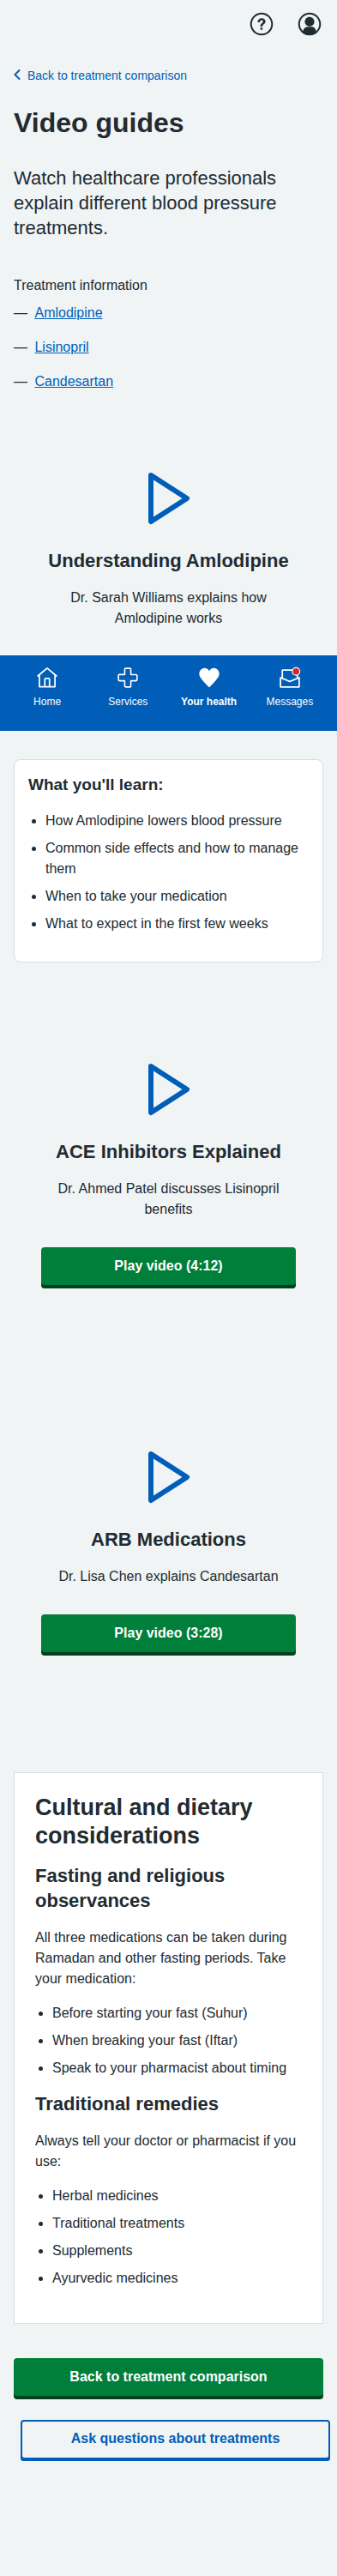 Back to treatment comparison
Video guides
Watch healthcare professionals
explain different blood pressure
treatments.
Treatment information
— Amlodipine
— Lisinopril
— Candesartan
Understanding Amlodipine
Dr. Sarah Williams explains how
Amlodipine works
Home
Services
Your health
Messages
What you'll learn:
• How Amlodipine lowers blood pressure
• Common side effects and how to manage
them
• When to take your medication
• What to expect in the first few weeks
ACE Inhibitors Explained
Dr. Ahmed Patel discusses Lisinopril
benefits
Play video (4:12)
ARB Medications
Dr. Lisa Chen explains Candesartan
Play video (3:28)
Cultural and dietary
considerations
Fasting and religious
observances
All three medications can be taken during
Ramadan and other fasting periods. Take
your medication:
• Before starting your fast (Suhur)
• When breaking your fast (Iftar)
• Speak to your pharmacist about timing
Traditional remedies
Always tell your doctor or pharmacist if you
use:
• Herbal medicines
• Traditional treatments
• Supplements
• Ayurvedic medicines
Back to treatment comparison
Ask questions about treatments